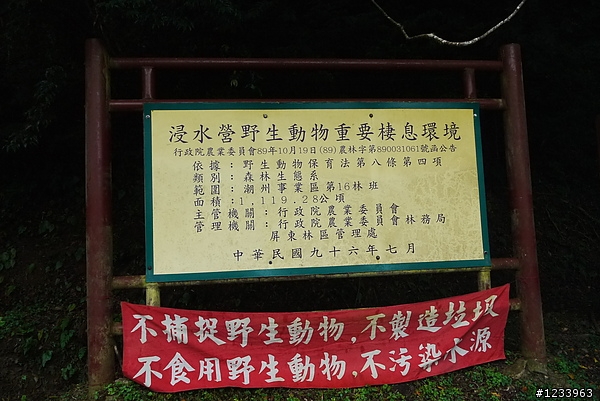 浸水營野生動物重要棲息環境
行政院農業委員會89年10月19日(89)農林字第890031061號函公告
依據：野生動物保育法第八條第四項
類別：森林生態系
範圍：潮州事業區第16林班
面積：1,119.28公頃
主管機關：行政院農業委員會
管理機關：行政院農業委員會林務局
屏東林區管理處
中華民國九十六年七月
不捕捉野生動物,不製造垃圾
不食用野生動物,不污染水源
#1233963